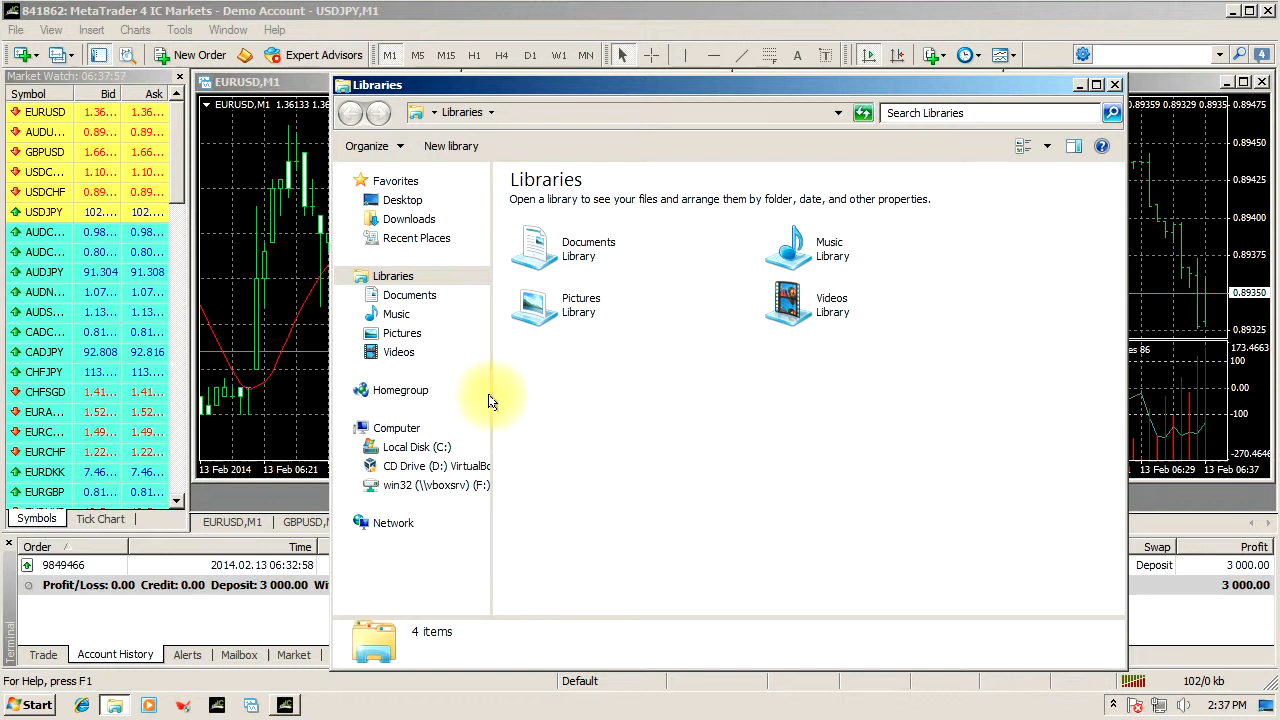 841862: MetaTrader 4 IC Markets - Demo Account - USDJPY,M1
File View Insert Charts Tools Window Help
New Order Expert Advisors M1 M5 M15 H1 H4 D1 W1 MN A T 4
Market Watch: 06:37:57
Symbol Bid Ask
EURUSD 1.36... 1.36...
AUDU... 0.89... 0.89...
GBPUSD 1.66... 1.66...
USDC... 1.10... 1.10...
USDCHF 0.89... 0.89...
USDJPY 102.... 102....
AUDC... 0.98... 0.98...
AUDC... 0.80... 0.80...
AUDJPY 91.304 91.308
AUDN... 1.07... 1.07...
AUDS... 1.13... 1.13...
CADC... 0.81... 0.81...
CADJPY 92.808 92.816
CHFJPY 113.... 113....
CHFSGD 1.41... 1.41...
EURA... 1.52... 1.52...
EURC... 1.49... 1.49...
EURCHF 1.22... 1.22...
EURDKK 7.46... 7.46...
EURGBP 0.81... 0.81...
Symbols Tick Chart
EURUSD,M1
EURUSD,M1 1.36133
13 Feb 2014 13 Feb 06:21
EURUSD,M1 GBPUSD,
Libraries
Libraries
Search Libraries
Organize New library
Favorites
Desktop
Downloads
Recent Places
Libraries
Documents
Music
Pictures
Videos
Homegroup
Computer
Local Disk (C:)
CD Drive (D:) VirtualBo
win32 (\\vboxsrv) (F:)
Network
Libraries
Open a library to see your files and arrange them by folder, date, and other properties.
Documents
Library
Music
Library
Pictures
Library
Videos
Library
4 items
0.89359 0.89329 0.8935
0.89475
0.89450
0.89425
0.89400
0.89375
0.89350
0.89325
es 86
173.4663
100
0.00
-100
-270.4646
13 Feb 06:29 13 Feb 06:37
Order Time Swap Profit
9849466 2014.02.13 06:32:58 Deposit 3 000.00
Profit/Loss: 0.00 Credit: 0.00 Deposit: 3 000.00 Wi 3 000.00
Terminal
Trade Account History Alerts Mailbox Market
For Help, press F1 Default 102/0 kb
Start 2:37 PM